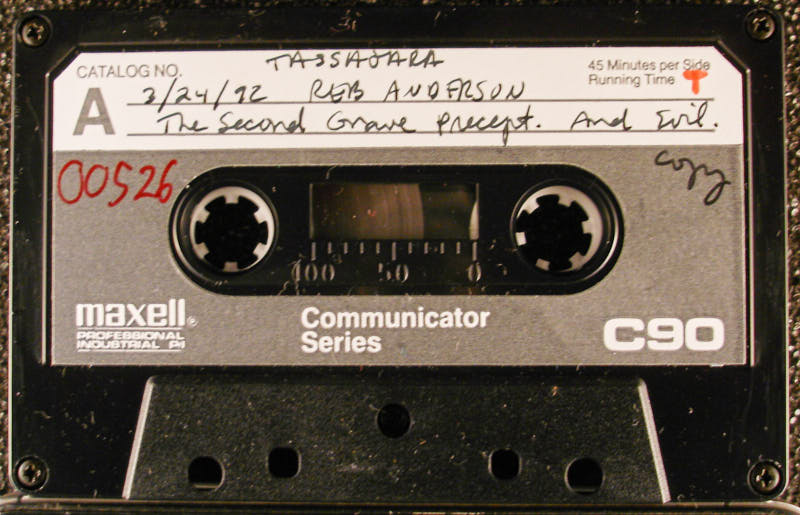 TASSAJARA
CATALOG NO.
45 Minutes per Side
Running Time
A
3/24/92 REB ANDERSON
The Second Grave Precept. And Evil.
00526
copy
100 50 0
maxell®
PROFESSIONAL
INDUSTRIAL P/I
Communicator
Series
C90